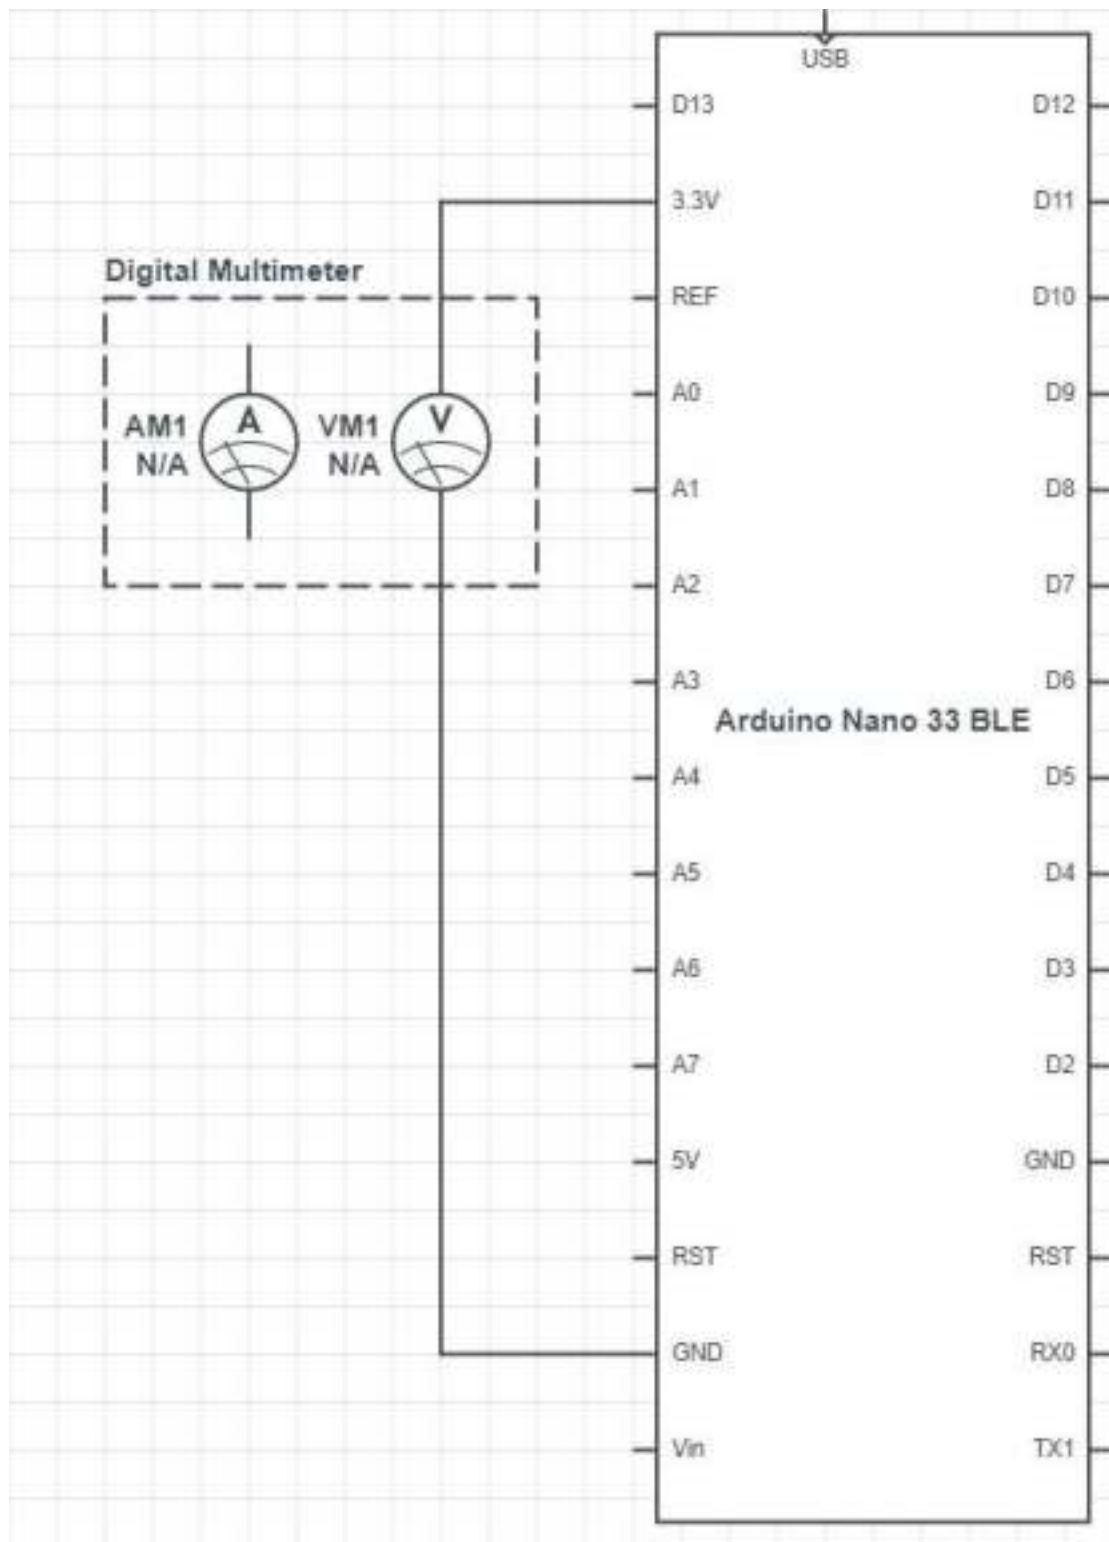 USB
D13 D12
3.3V D11
Digital Multimeter
REF D10
A0 D9
A
V
AM1
N/A
VM1
N/A
A1 D8
A2 D7
A3 D6
Arduino Nano 33 BLE
A4 D5
A5 D4
A6 D3
A7 D2
5V GND
RST RST
GND RX0
Vin TX1